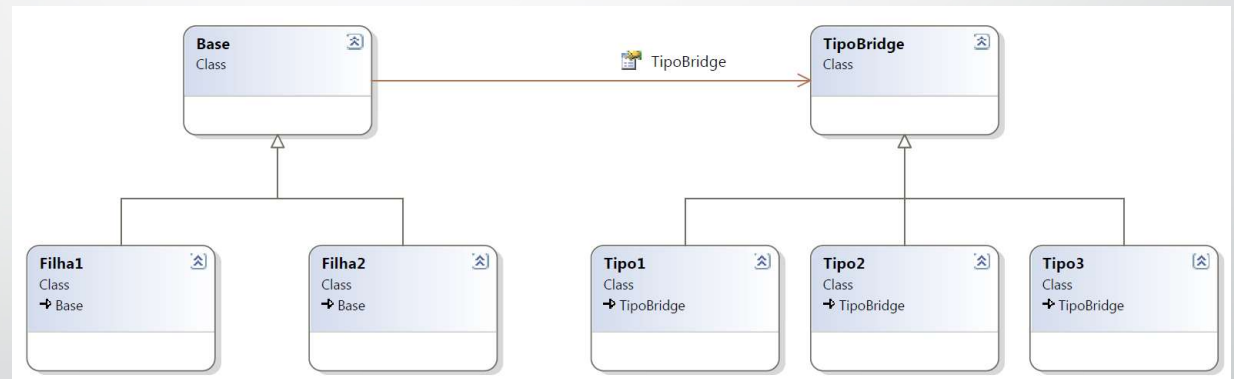 Base
Class
TipoBridge
TipoBridge
Class
Filha1
Class
Base
Filha2
Class
Base
Tipo1
Class
TipoBridge
Tipo2
Class
TipoBridge
Tipo3
Class
TipoBridge